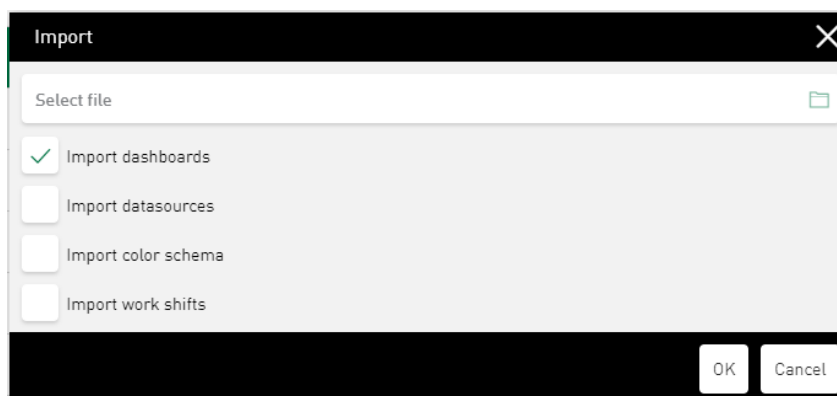 Import
Select file
Import dashboards
Import datasources
Import color schema
Import work shifts
OK Cancel